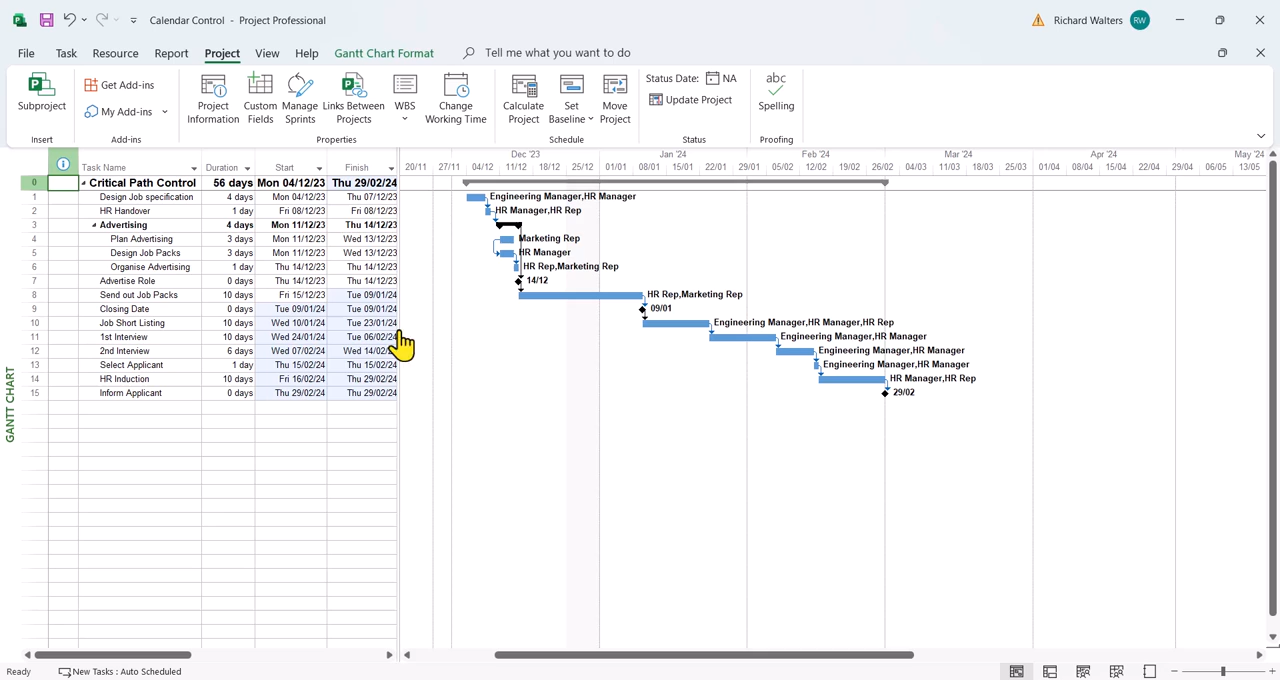 Calendar Control - Project Professional
Richard Walters RW
File Task Resource Report Project View Help Gantt Chart Format Tell me what you want to do
Subproject
Insert
Get Add-ins
My Add-ins
Add-ins
Project Information
Custom Fields
Manage Sprints
Links Between Projects
WBS
Change Working Time
Properties
Calculate Project
Set Baseline
Move Project
Schedule
Status Date: NA
Update Project
Status
abc
Spelling
Proofing
Task Name Duration Start Finish
Dec '23 Jan '24 Feb '24 Mar '24 Apr '24 May '24
20/11 27/11 04/12 11/12 18/12 25/12 01/01 08/01 15/01 22/01 29/01 05/02 12/02 19/02 26/02 04/03 11/03 18/03 25/03 01/04 08/04 15/04 22/04 29/04 06/05 13/05
0 Critical Path Control 56 days Mon 04/12/23 Thu 29/02/24
1 Design Job specification 4 days Mon 04/12/23 Thu 07/12/23 Engineering Manager,HR Manager
2 HR Handover 1 day Fri 08/12/23 Fri 08/12/23 HR Manager,HR Rep
3 Advertising 4 days Mon 11/12/23 Thu 14/12/23
4 Plan Advertising 3 days Mon 11/12/23 Wed 13/12/23 Marketing Rep
5 Design Job Packs 3 days Mon 11/12/23 Wed 13/12/23 HR Manager
6 Organise Advertising 1 day Thu 14/12/23 Thu 14/12/23 HR Rep,Marketing Rep
7 Advertise Role 0 days Thu 14/12/23 Thu 14/12/23 14/12
8 Send out Job Packs 10 days Fri 15/12/23 Tue 09/01/24 HR Rep,Marketing Rep
9 Closing Date 0 days Tue 09/01/24 Tue 09/01/24 09/01
10 Job Short Listing 10 days Wed 10/01/24 Tue 23/01/24 Engineering Manager,HR Manager,HR Rep
11 1st Interview 10 days Wed 24/01/24 Tue 06/02/24 Engineering Manager,HR Manager
12 2nd Interview 6 days Wed 07/02/24 Wed 14/02/24 Engineering Manager,HR Manager
13 Select Applicant 1 day Thu 15/02/24 Thu 15/02/24 Engineering Manager,HR Manager
14 HR Induction 10 days Fri 16/02/24 Thu 29/02/24 HR Manager,HR Rep
15 Inform Applicant 0 days Thu 29/02/24 Thu 29/02/24 29/02
GANTT CHART
Ready New Tasks : Auto Scheduled